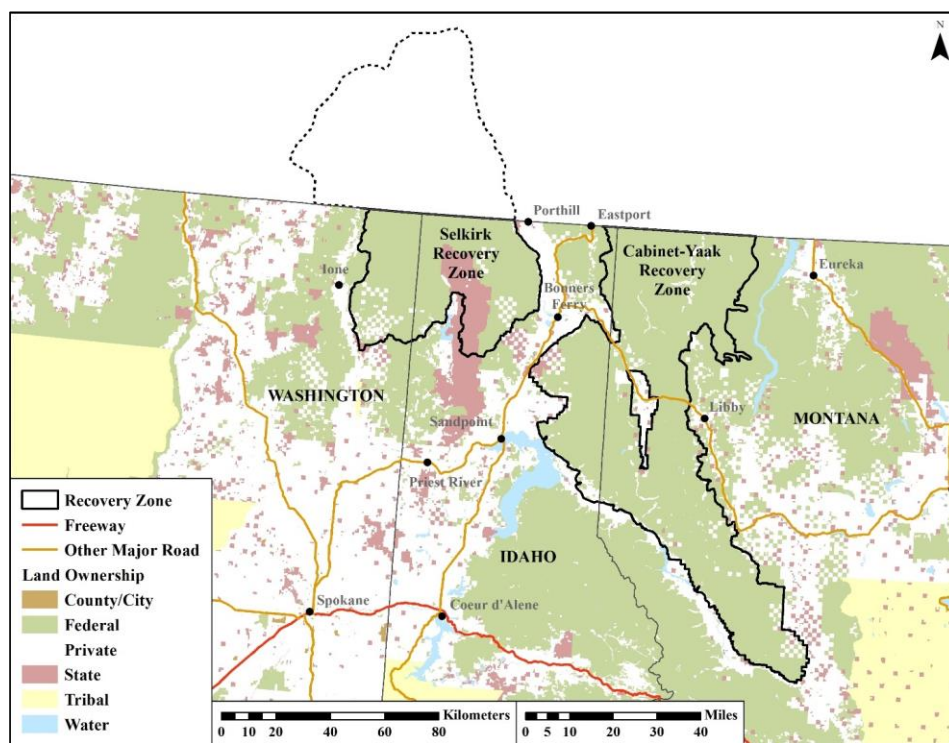 N
Porthill
Eastport
Selkirk
Recovery
Zone
Cabinet-Yaak
Recovery
Zone
Ione
Eureka
Bonners
Ferry
WASHINGTON
Libby
MONTANA
Sandpoint
Priest River
IDAHO
Spokane
Coeur d'Alene
Recovery Zone
Freeway
Other Major Road
Land Ownership
County/City
Federal
Private
State
Tribal
Water
Kilometers
0 10 20 40 60 80
Miles
0 5 10 20 30 40